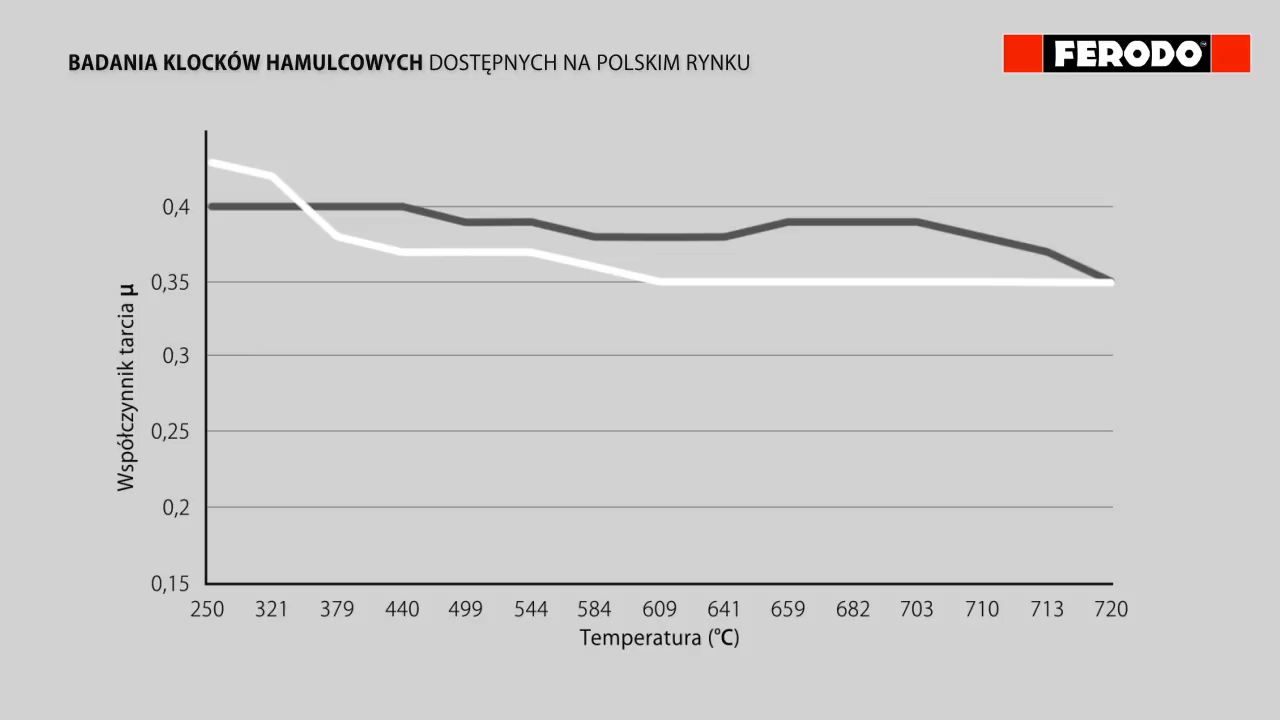 BADANIA KLOCKÓW HAMULCOWYCH DOSTĘPNYCH NA POLSKIM RYNKU
FERODO
Współczynnik tarcia µ
0,4
0,35
0,3
0,25
0,2
0,15
250 321 379 440 499 544 584 609 641 659 682 703 710 713 720
Temperatura (°C)